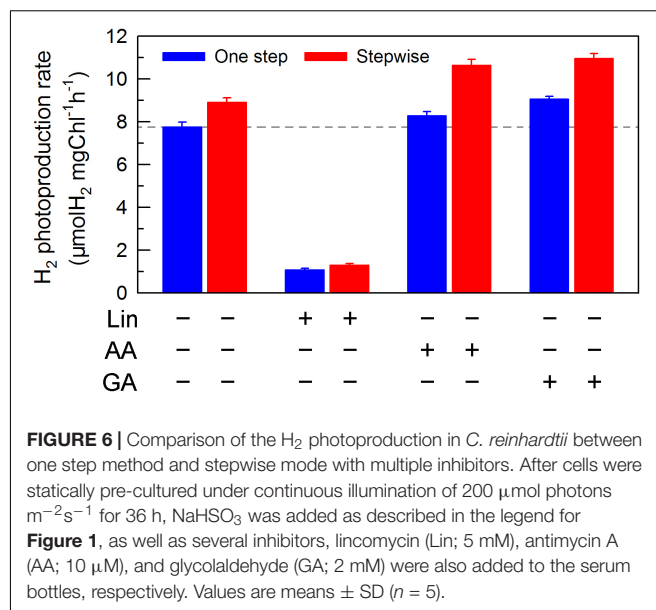 12
10
8
6
4
2
0
H₂ photoproduction rate
(μmolH₂ mgChl⁻¹h⁻¹)
One step Stepwise
Lin − − + + − − − −
AA − − − − + + − −
GA − − − − − − + +
FIGURE 6 | Comparison of the H₂ photoproduction in C. reinhardtii between
one step method and stepwise mode with multiple inhibitors. After cells were
statically pre-cultured under continuous illumination of 200 μmol photons
m⁻²s⁻¹ for 36 h, NaHSO₃ was added as described in the legend for
Figure 1, as well as several inhibitors, lincomycin (Lin; 5 mM), antimycin A
(AA; 10 μM), and glycolaldehyde (GA; 2 mM) were also added to the serum
bottles, respectively. Values are means ± SD (n = 5).